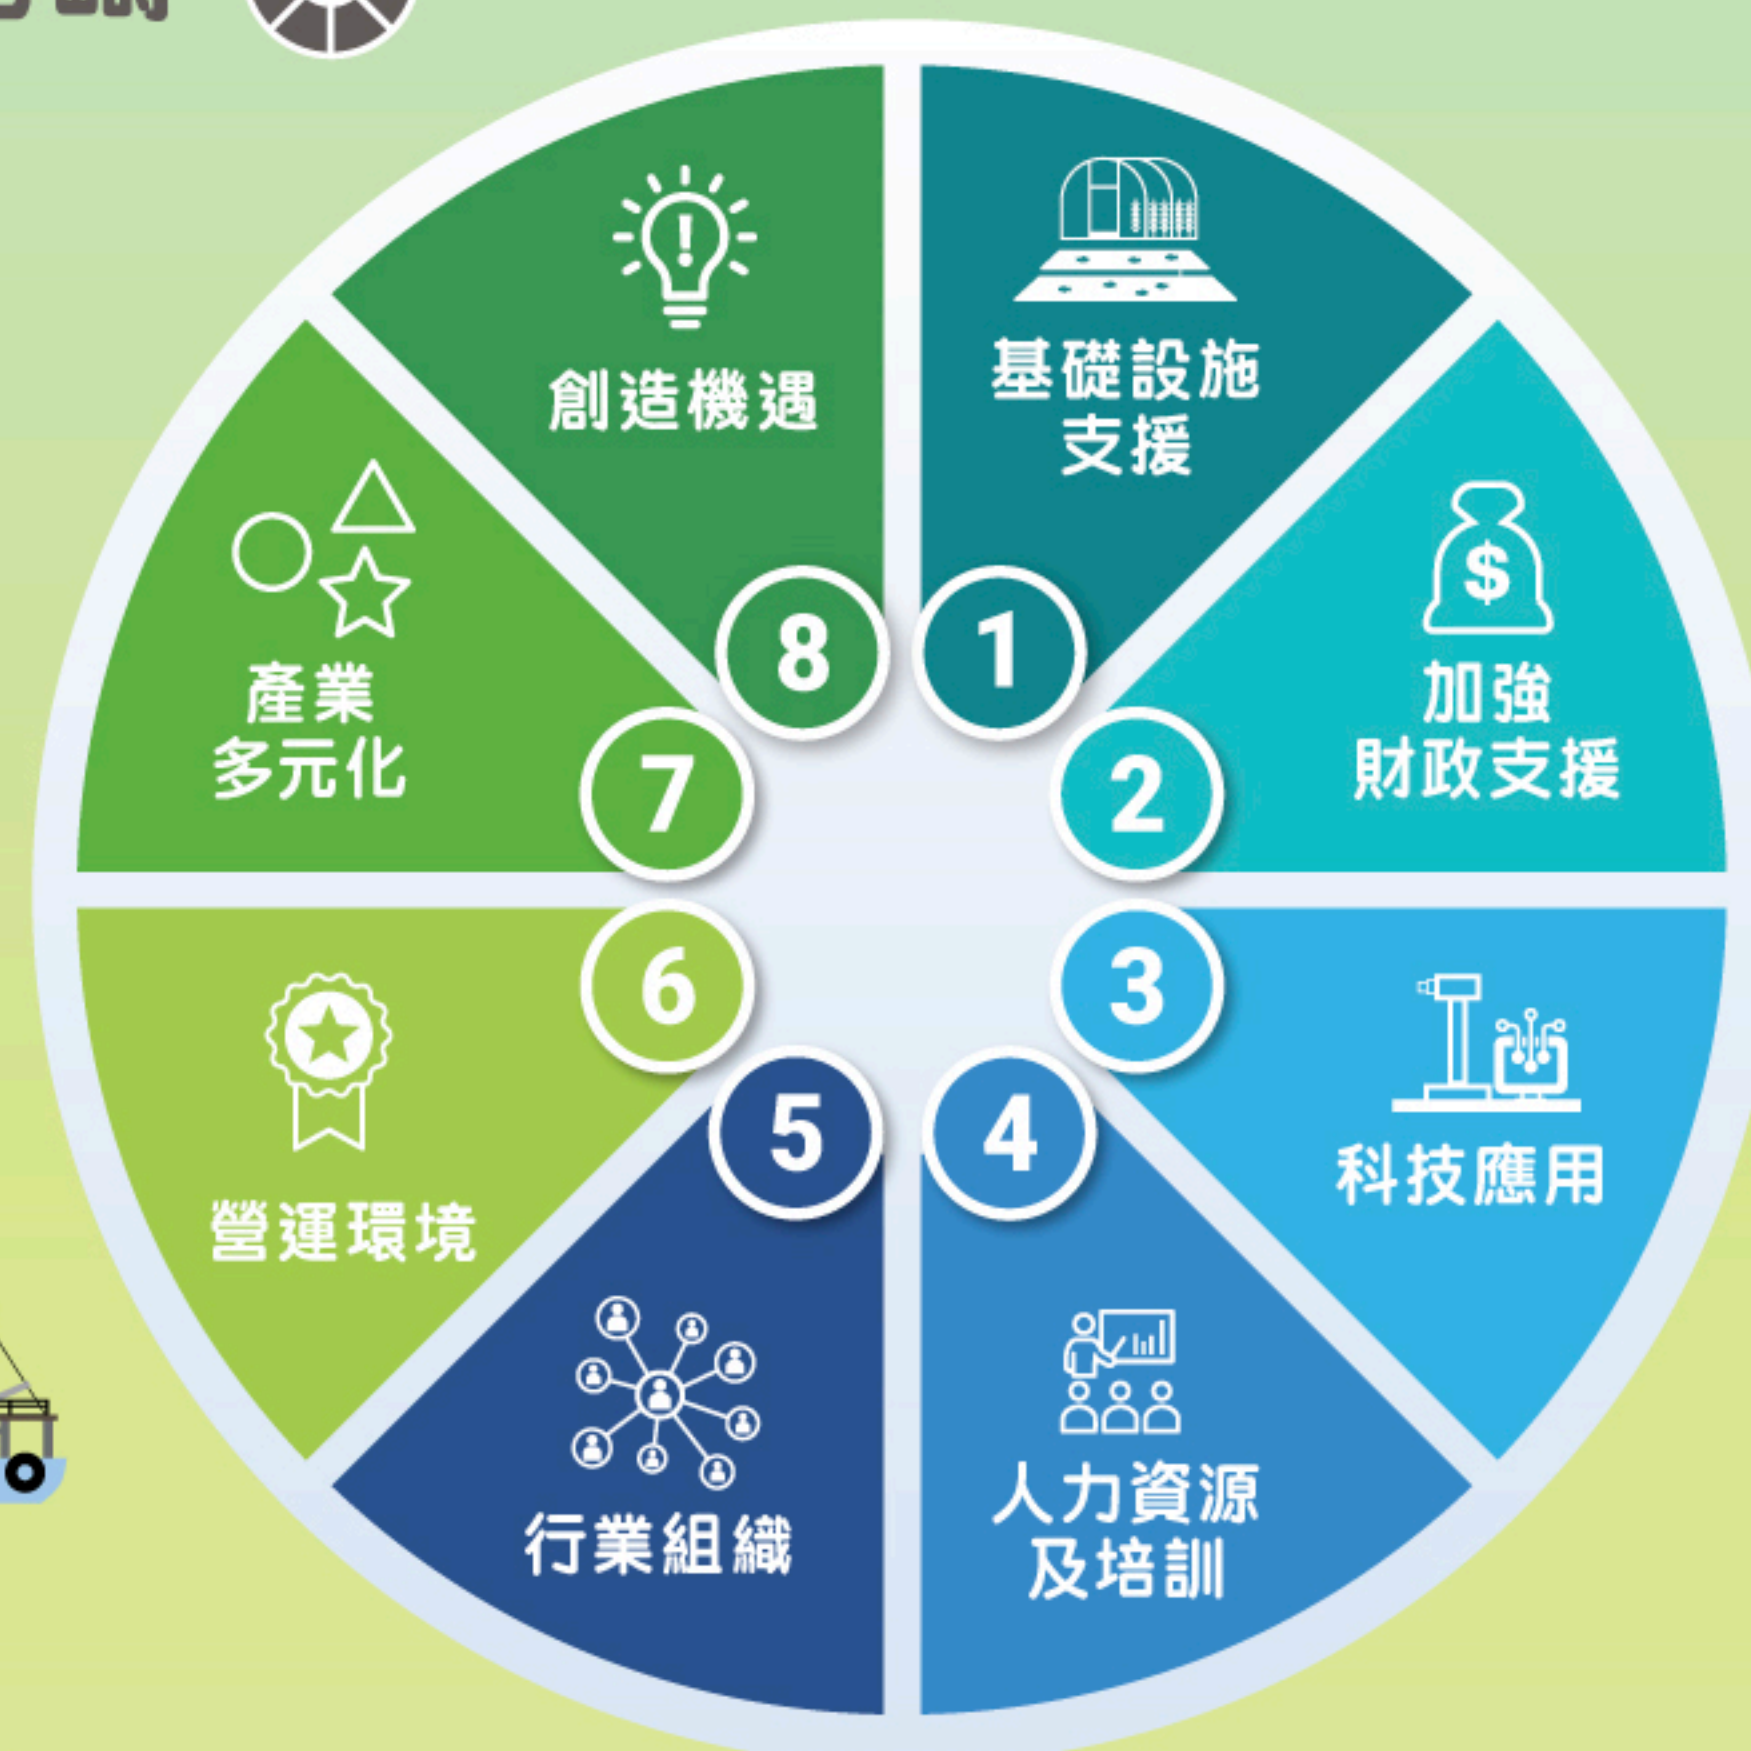 1
基礎設施
支援
2
加強
財政支援
3
科技應用
4
人力資源
及培訓
5
行業組織
6
營運環境
7
產業
多元化
8
創造機遇
$